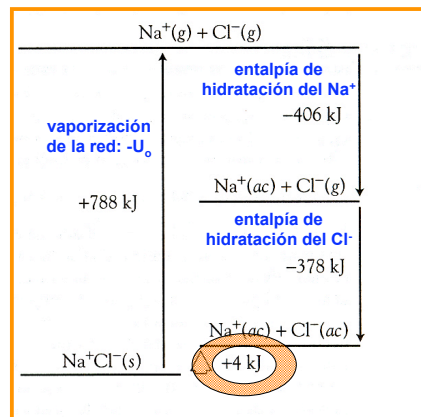 Na⁺(g) + Cl⁻(g)
entalpía de
hidratación del Na⁺
−406 kJ
vaporización
de la red: -Uₒ
+788 kJ
Na⁺(ac) + Cl⁻(g)
entalpía de
hidratación del Cl⁻
−378 kJ
Na⁺(ac) + Cl⁻(ac)
+4 kJ
Na⁺Cl⁻(s)